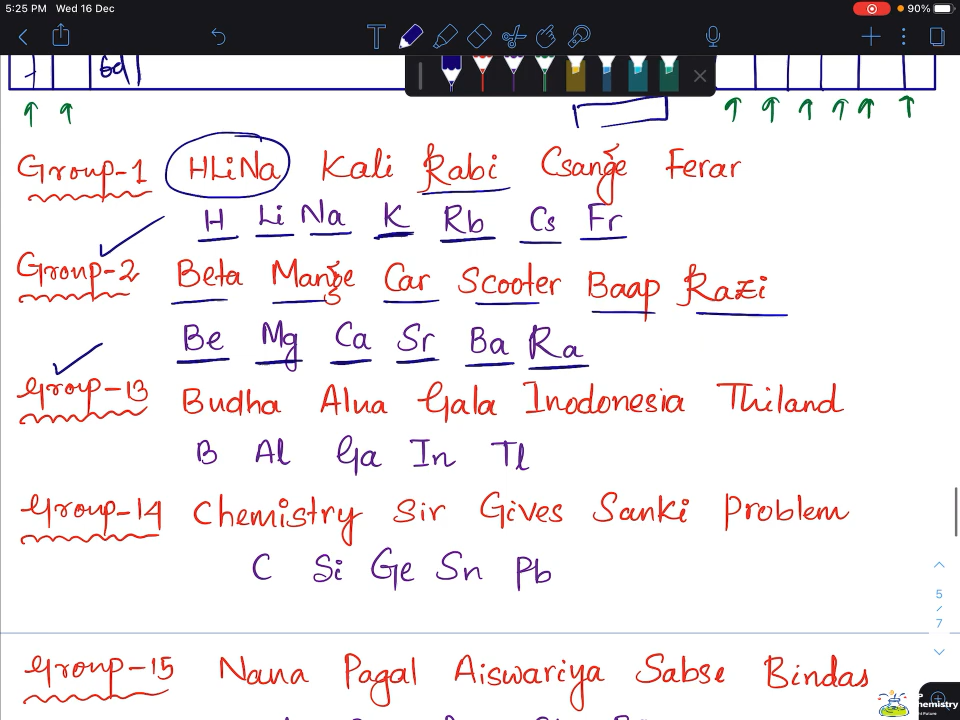 5:25 PM Wed 16 Dec 90%
Group-1 HLiNa Kali Rabi Csange Ferar
H Li Na K Rb Cs Fr
Group-2 Beta Mange Car Scooter Baap Razi
Be Mg Ca Sr Ba Ra
Group-13 Budha Alua Gala Inodonesia Thiland
B Al Ga In Tl
Group-14 Chemistry Sir Gives Sanki Problem
C Si Ge Sn Pb
5
/
7
Group-15 Nana Pagal Aiswariya Sabse Bindas